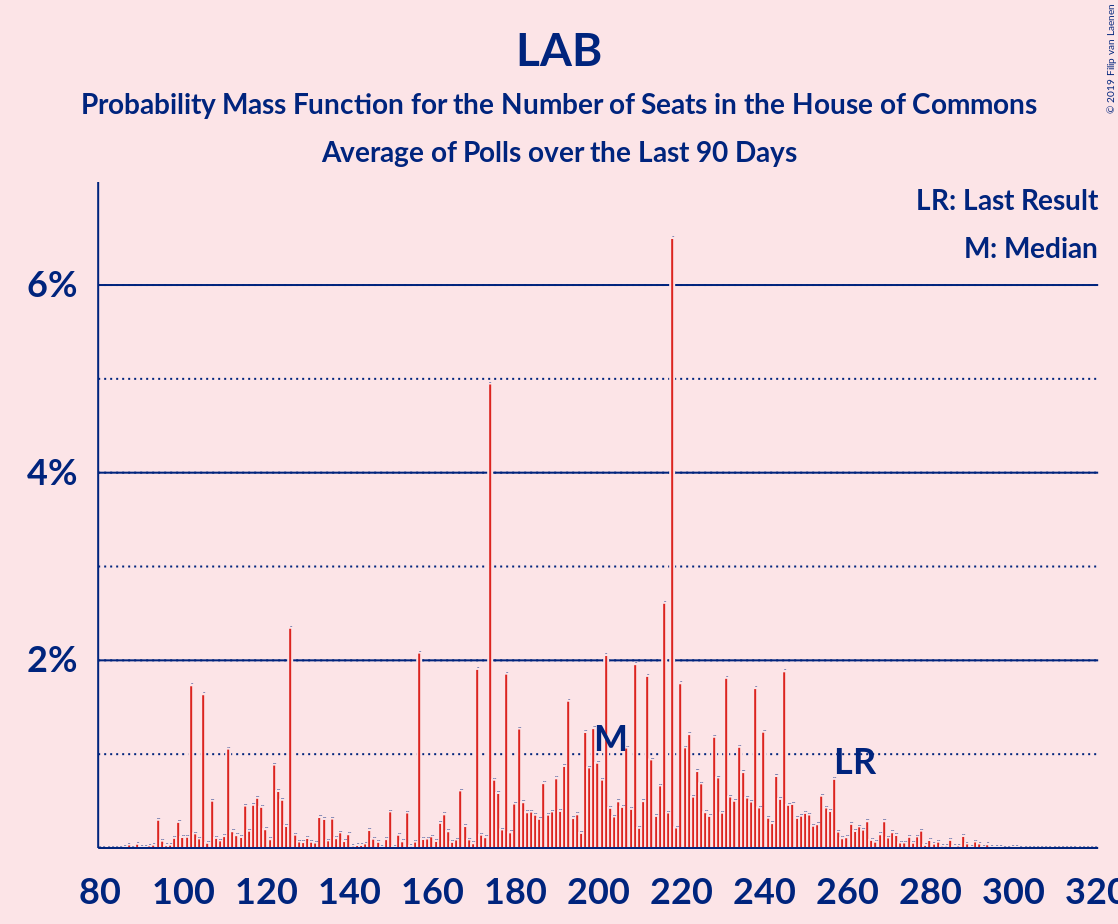 LAB
Probability Mass Function for the Number of Seats in the House of Commons
Average of Polls over the Last 90 Days
© 2019 Filip van Laenen
LR: Last Result
M: Median
6%
4%
2%
M
LR
80 100 120 140 160 180 200 220 240 260 280 300 320